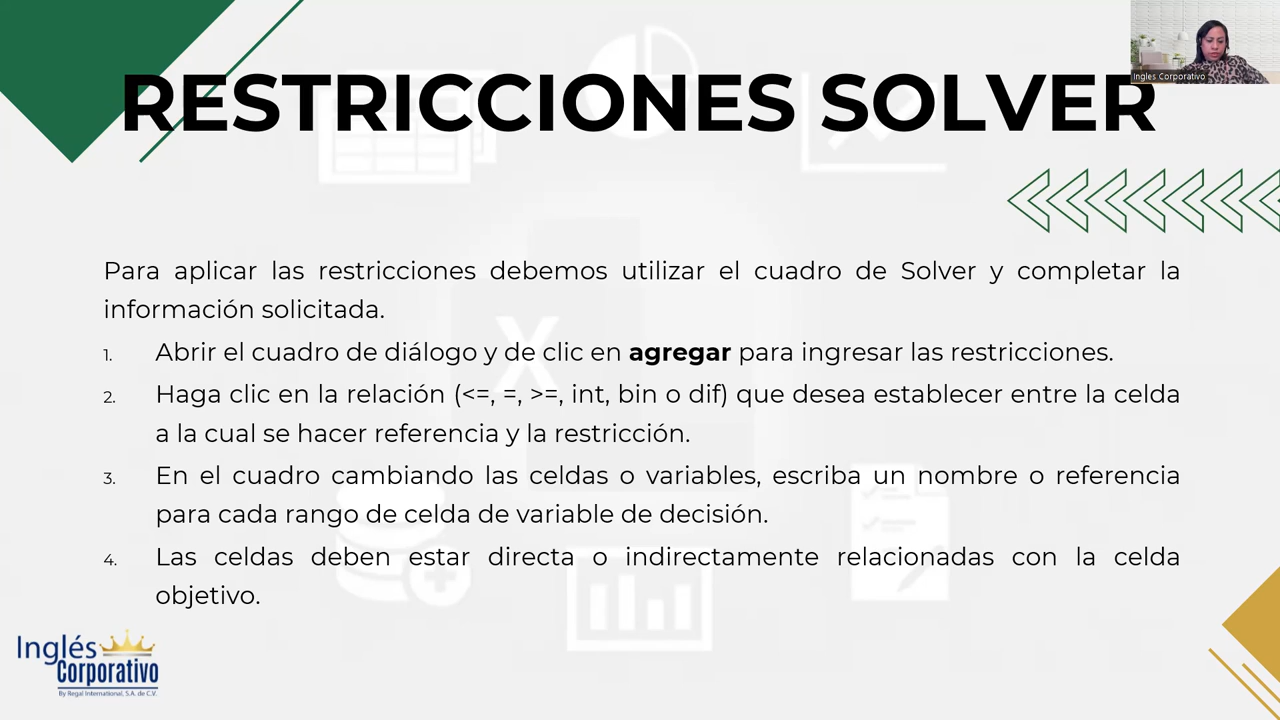 RESTRICCIONES SOLVER
Ingles Corporativo
Para aplicar las restricciones debemos utilizar el cuadro de Solver y completar la
información solicitada.
1. Abrir el cuadro de diálogo y de clic en agregar para ingresar las restricciones.
2. Haga clic en la relación (<=, =, >=, int, bin o dif) que desea establecer entre la celda
a la cual se hacer referencia y la restricción.
3. En el cuadro cambiando las celdas o variables, escriba un nombre o referencia
para cada rango de celda de variable de decisión.
4. Las celdas deben estar directa o indirectamente relacionadas con la celda
objetivo.
Inglés
Corporativo
By Regal International, S.A. de C.V.
X